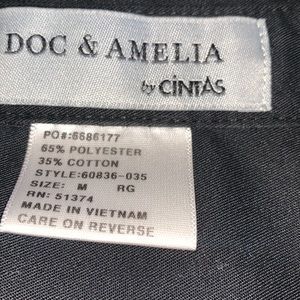 DOC & AMELIA
by CiNTAS
PO#:6686177
65% POLYESTER
35% COTTON
STYLE:60836-035
SIZE: M RG
RN: 51374
MADE IN VIETNAM
CARE ON REVERSE